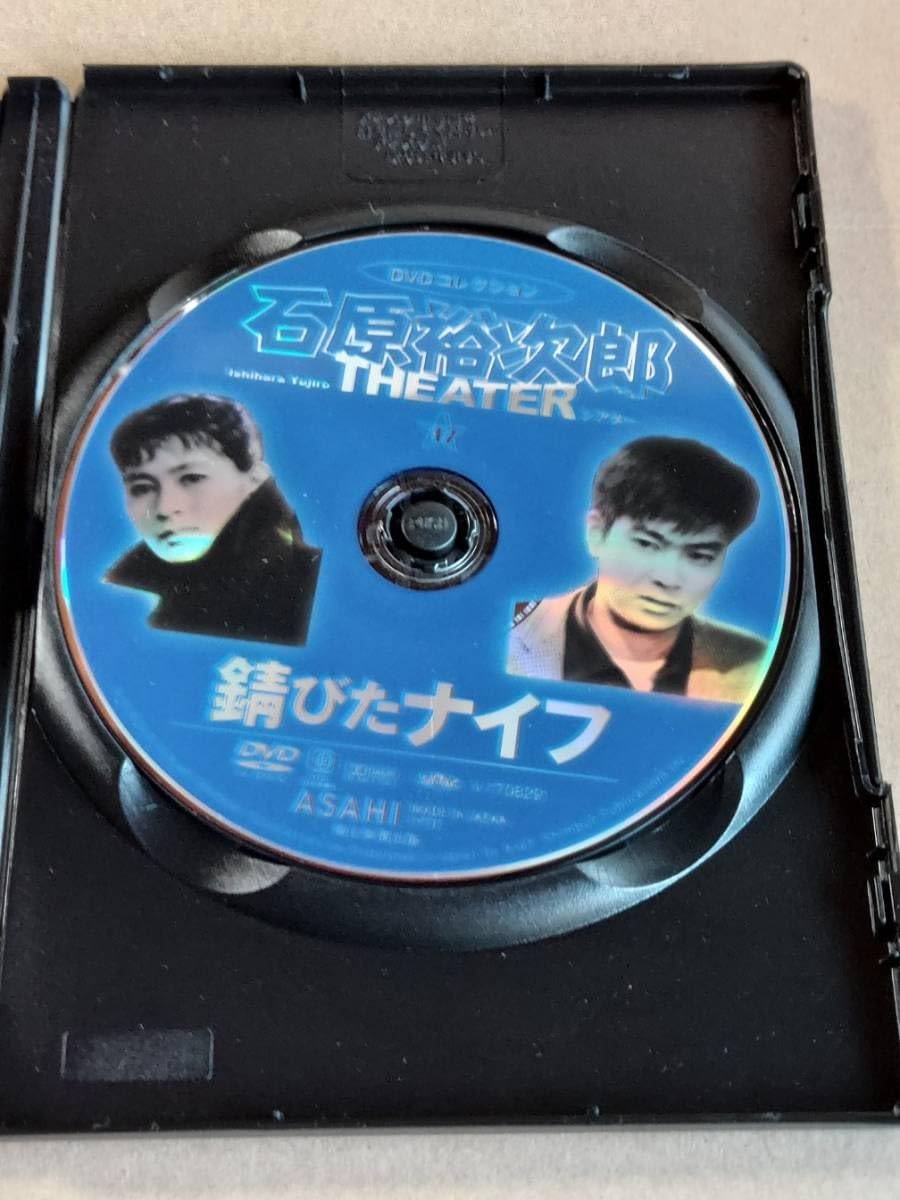 DVDコレクション
石原裕次郎
Ishihara Yujiro THEATER シアター
17
錆びたナイフ
DVD
ASAHI MADE IN JAPAN